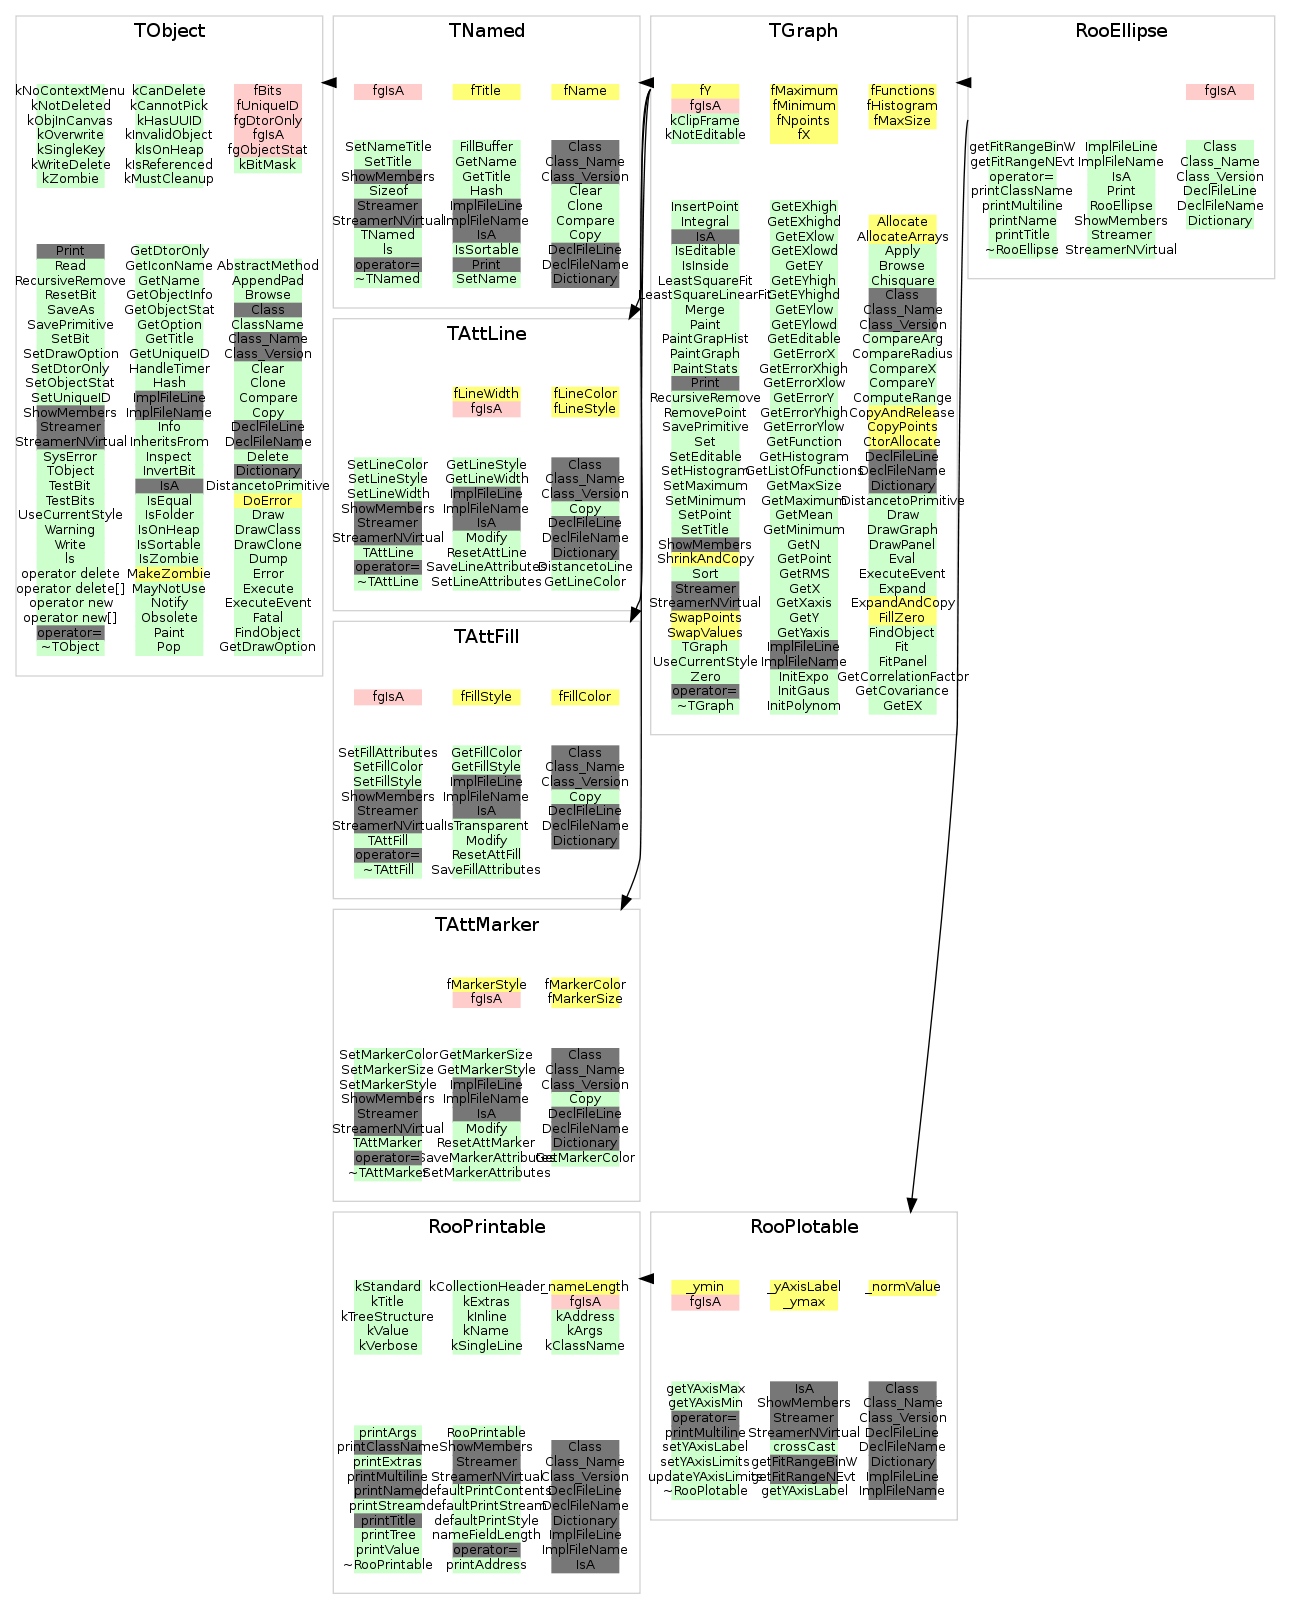 TObject
kNoContextMenu kCanDelete fBits
kNotDeleted kCannotPick fUniqueID
kObjInCanvas kHasUUID fgDtorOnly
kOverwrite kInvalidObject fgIsA
kSingleKey kIsOnHeap fgObjectStat
kWriteDelete kIsReferenced kBitMask
kZombie kMustCleanup
Print GetDtorOnly
Read GetIconName AbstractMethod
RecursiveRemove GetName AppendPad
ResetBit GetObjectInfo Browse
SaveAs GetObjectStat Class
SavePrimitive GetOption ClassName
SetBit GetTitle Class_Name
SetDrawOption GetUniqueID Class_Version
SetDtorOnly HandleTimer Clear
SetObjectStat Hash Clone
SetUniqueID ImplFileLine Compare
ShowMembers ImplFileName Copy
Streamer Info DeclFileLine
StreamerNVirtual InheritsFrom DeclFileName
SysError Inspect Delete
TObject InvertBit Dictionary
TestBit IsA DistancetoPrimitive
TestBits IsEqual DoError
UseCurrentStyle IsFolder Draw
Warning IsOnHeap DrawClass
Write IsSortable DrawClone
ls IsZombie Dump
operator delete MakeZombie Error
operator delete[] MayNotUse Execute
operator new Notify ExecuteEvent
operator new[] Obsolete Fatal
operator= Paint FindObject
~TObject Pop GetDrawOption
TNamed
fgIsA fTitle fName
SetNameTitle FillBuffer Class
SetTitle GetName Class_Name
ShowMembers GetTitle Class_Version
Sizeof Hash Clear
Streamer ImplFileLine Clone
StreamerNVirtual ImplFileName Compare
TNamed IsA Copy
ls IsSortable DeclFileLine
operator= Print DeclFileName
~TNamed SetName Dictionary
TAttLine
fLineWidth fLineColor
fgIsA fLineStyle
SetLineColor GetLineStyle Class
SetLineStyle GetLineWidth Class_Name
SetLineWidth ImplFileLine Class_Version
ShowMembers ImplFileName Copy
Streamer IsA DeclFileLine
StreamerNVirtual Modify DeclFileName
TAttLine ResetAttLine Dictionary
operator= SaveLineAttributes DistancetoLine
~TAttLine SetLineAttributes GetLineColor
TAttFill
fgIsA fFillStyle fFillColor
SetFillAttributes GetFillColor Class
SetFillColor GetFillStyle Class_Name
SetFillStyle ImplFileLine Class_Version
ShowMembers ImplFileName Copy
Streamer IsA DeclFileLine
StreamerNVirtual IsTransparent DeclFileName
TAttFill Modify Dictionary
operator= ResetAttFill
~TAttFill SaveFillAttributes
TAttMarker
fMarkerStyle fMarkerColor
fgIsA fMarkerSize
SetMarkerColor GetMarkerSize Class
SetMarkerSize GetMarkerStyle Class_Name
SetMarkerStyle ImplFileLine Class_Version
ShowMembers ImplFileName Copy
Streamer IsA DeclFileLine
StreamerNVirtual Modify DeclFileName
TAttMarker ResetAttMarker Dictionary
operator= SaveMarkerAttributes GetMarkerColor
~TAttMarker SetMarkerAttributes
RooPrintable
kStandard kCollectionHeader _nameLength
kTitle kExtras fgIsA
kTreeStructure kInline kAddress
kValue kName kArgs
kVerbose kSingleLine kClassName
printArgs RooPrintable
printClassName ShowMembers Class
printExtras Streamer Class_Name
printMultiline StreamerNVirtual Class_Version
printName defaultPrintContents DeclFileLine
printStream defaultPrintStream DeclFileName
printTitle defaultPrintStyle Dictionary
printTree nameFieldLength ImplFileLine
printValue operator= ImplFileName
~RooPrintable printAddress IsA
TGraph
fY fMaximum fFunctions
fgIsA fMinimum fHistogram
kClipFrame fNpoints fMaxSize
kNotEditable fX
InsertPoint GetEXhigh
Integral GetEXhighd Allocate
IsA GetEXlow AllocateArrays
IsEditable GetEXlowd Apply
IsInside GetEY Browse
LeastSquareFit GetEYhigh Chisquare
LeastSquareLinearFit GetEYhighd Class
Merge GetEYlow Class_Name
Paint GetEYlowd Class_Version
PaintGraphHist GetEditable CompareArg
PaintGraph GetErrorX CompareRadius
PaintStats GetErrorXhigh CompareX
Print GetErrorXlow CompareY
RecursiveRemove GetErrorY ComputeRange
RemovePoint GetErrorYhigh CopyAndRelease
SavePrimitive GetErrorYlow CopyPoints
Set GetFunction CtorAllocate
SetEditable GetHistogram DeclFileLine
SetHistogram GetListOfFunctions DeclFileName
SetMaximum GetMaxSize Dictionary
SetMinimum GetMaximum DistancetoPrimitive
SetPoint GetMean Draw
SetTitle GetMinimum DrawGraph
ShowMembers GetN DrawPanel
ShrinkAndCopy GetPoint Eval
Sort GetRMS ExecuteEvent
Streamer GetX Expand
StreamerNVirtual GetXaxis ExpandAndCopy
SwapPoints GetY FillZero
SwapValues GetYaxis FindObject
TGraph ImplFileLine Fit
UseCurrentStyle ImplFileName FitPanel
Zero InitExpo GetCorrelationFactor
operator= InitGaus GetCovariance
~TGraph InitPolynom GetEX
RooPlotable
_ymin _yAxisLabel _normValue
fgIsA _ymax
getYAxisMax IsA Class
getYAxisMin ShowMembers Class_Name
operator= Streamer Class_Version
printMultiline StreamerNVirtual DeclFileLine
setYAxisLabel crossCast DeclFileName
setYAxisLimits getFitRangeBinW Dictionary
updateYAxisLimits getFitRangeNEvt ImplFileLine
~RooPlotable getYAxisLabel ImplFileName
RooEllipse
fgIsA
getFitRangeBinW ImplFileLine Class
getFitRangeNEvt ImplFileName Class_Name
operator= IsA Class_Version
printClassName Print DeclFileLine
printMultiline RooEllipse DeclFileName
printName ShowMembers Dictionary
printTitle Streamer
~RooEllipse StreamerNVirtual